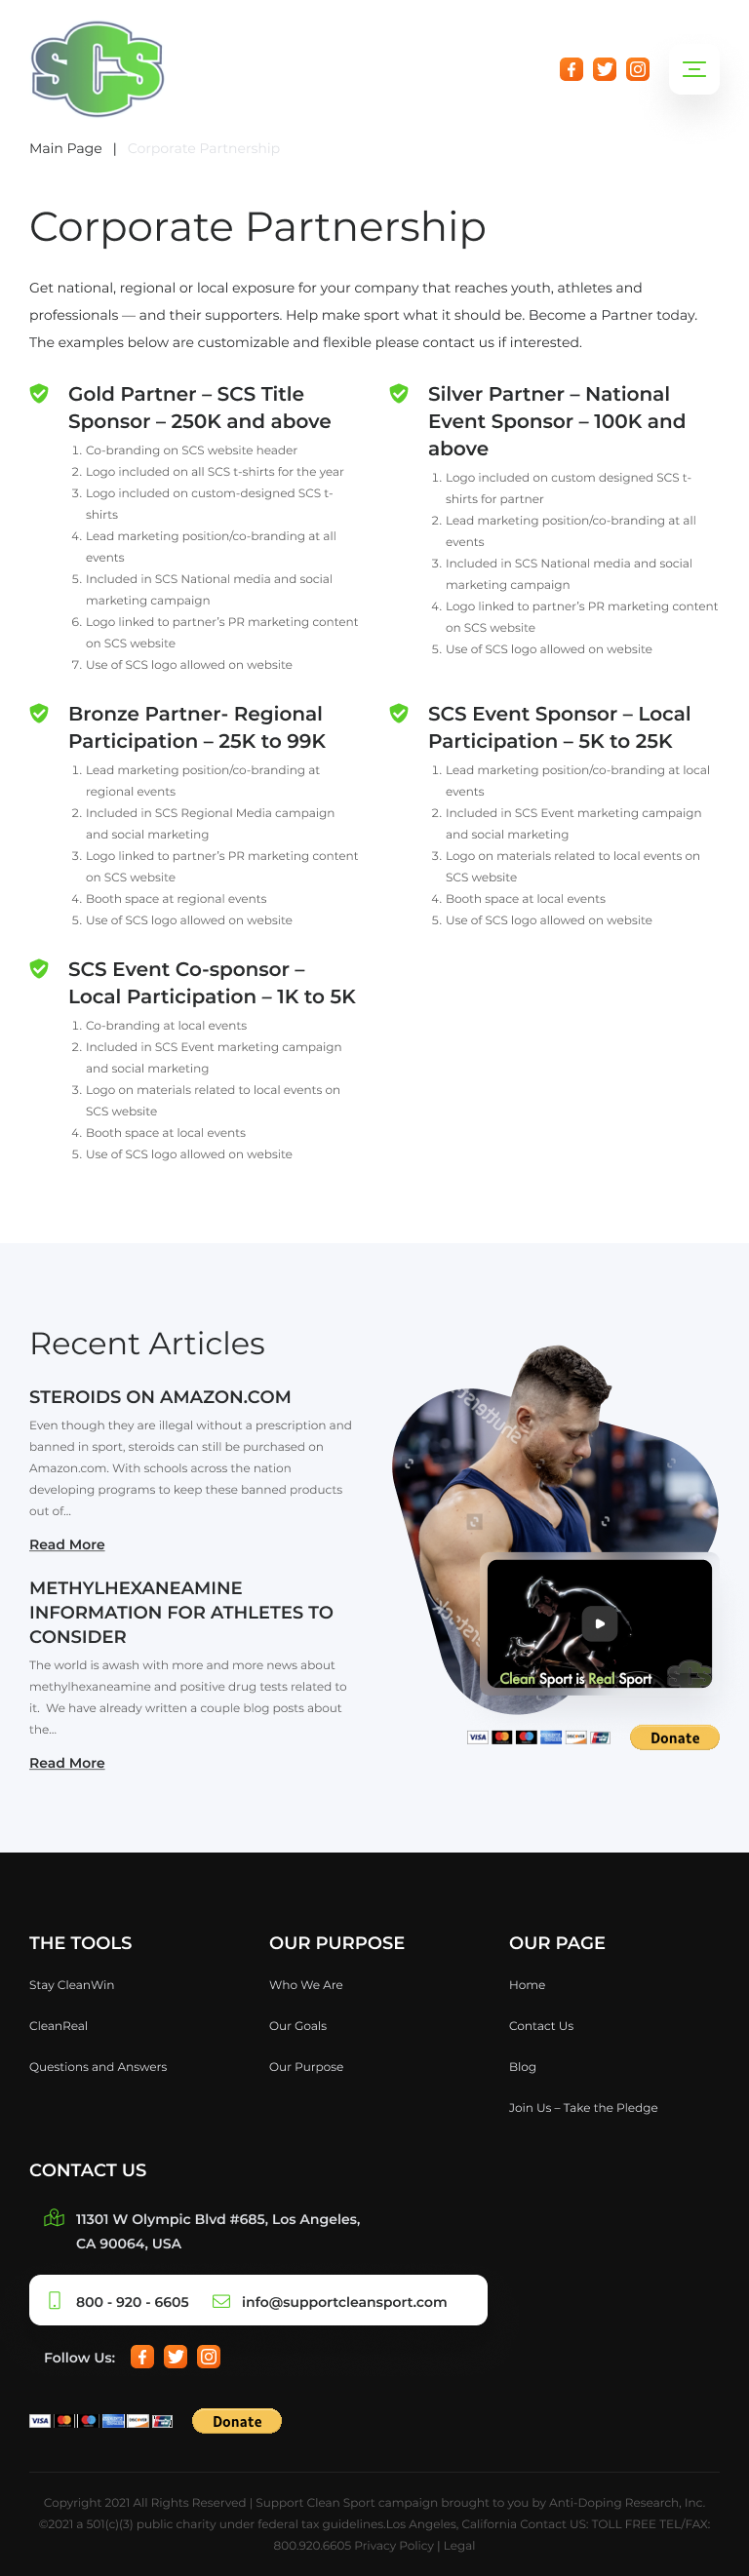 SCS
Main Page | Corporate Partnership
Corporate Partnership
Get national, regional or local exposure for your company that reaches youth, athletes and
professionals — and their supporters. Help make sport what it should be. Become a Partner today.
The examples below are customizable and flexible please contact us if interested.
Gold Partner – SCS Title
Sponsor – 250K and above
1. Co-branding on SCS website header
2. Logo included on all SCS t-shirts for the year
3. Logo included on custom-designed SCS t-
shirts
4. Lead marketing position/co-branding at all
events
5. Included in SCS National media and social
marketing campaign
6. Logo linked to partner’s PR marketing content
on SCS website
7. Use of SCS logo allowed on website
Silver Partner – National
Event Sponsor – 100K and
above
1. Logo included on custom designed SCS t-
shirts for partner
2. Lead marketing position/co-branding at all
events
3. Included in SCS National media and social
marketing campaign
4. Logo linked to partner’s PR marketing content
on SCS website
5. Use of SCS logo allowed on website
Bronze Partner- Regional
Participation – 25K to 99K
1. Lead marketing position/co-branding at
regional events
2. Included in SCS Regional Media campaign
and social marketing
3. Logo linked to partner’s PR marketing content
on SCS website
4. Booth space at regional events
5. Use of SCS logo allowed on website
SCS Event Sponsor – Local
Participation – 5K to 25K
1. Lead marketing position/co-branding at local
events
2. Included in SCS Event marketing campaign
and social marketing
3. Logo on materials related to local events on
SCS website
4. Booth space at local events
5. Use of SCS logo allowed on website
SCS Event Co-sponsor –
Local Participation – 1K to 5K
1. Co-branding at local events
2. Included in SCS Event marketing campaign
and social marketing
3. Logo on materials related to local events on
SCS website
4. Booth space at local events
5. Use of SCS logo allowed on website
Recent Articles
STEROIDS ON AMAZON.COM
Even though they are illegal without a prescription and
banned in sport, steroids can still be purchased on
Amazon.com. With schools across the nation
developing programs to keep these banned products
out of...
Read More
METHYLHEXANEAMINE
INFORMATION FOR ATHLETES TO
CONSIDER
The world is awash with more and more news about
methylhexaneamine and positive drug tests related to
it.  We have already written a couple blog posts about
the...
Read More
Clean Sport is Real Sport
VISA
Donate
THE TOOLS
Stay CleanWin
CleanReal
Questions and Answers
OUR PURPOSE
Who We Are
Our Goals
Our Purpose
OUR PAGE
Home
Contact Us
Blog
Join Us – Take the Pledge
CONTACT US
11301 W Olympic Blvd #685, Los Angeles,
CA 90064, USA
800 - 920 - 6605 info@supportcleansport.com
Follow Us:
VISA
Donate
Copyright 2021 All Rights Reserved | Support Clean Sport campaign brought to you by Anti-Doping Research, Inc.
©2021 a 501(c)(3) public charity under federal tax guidelines.Los Angeles, California Contact US: TOLL FREE TEL/FAX:
800.920.6605 Privacy Policy | Legal